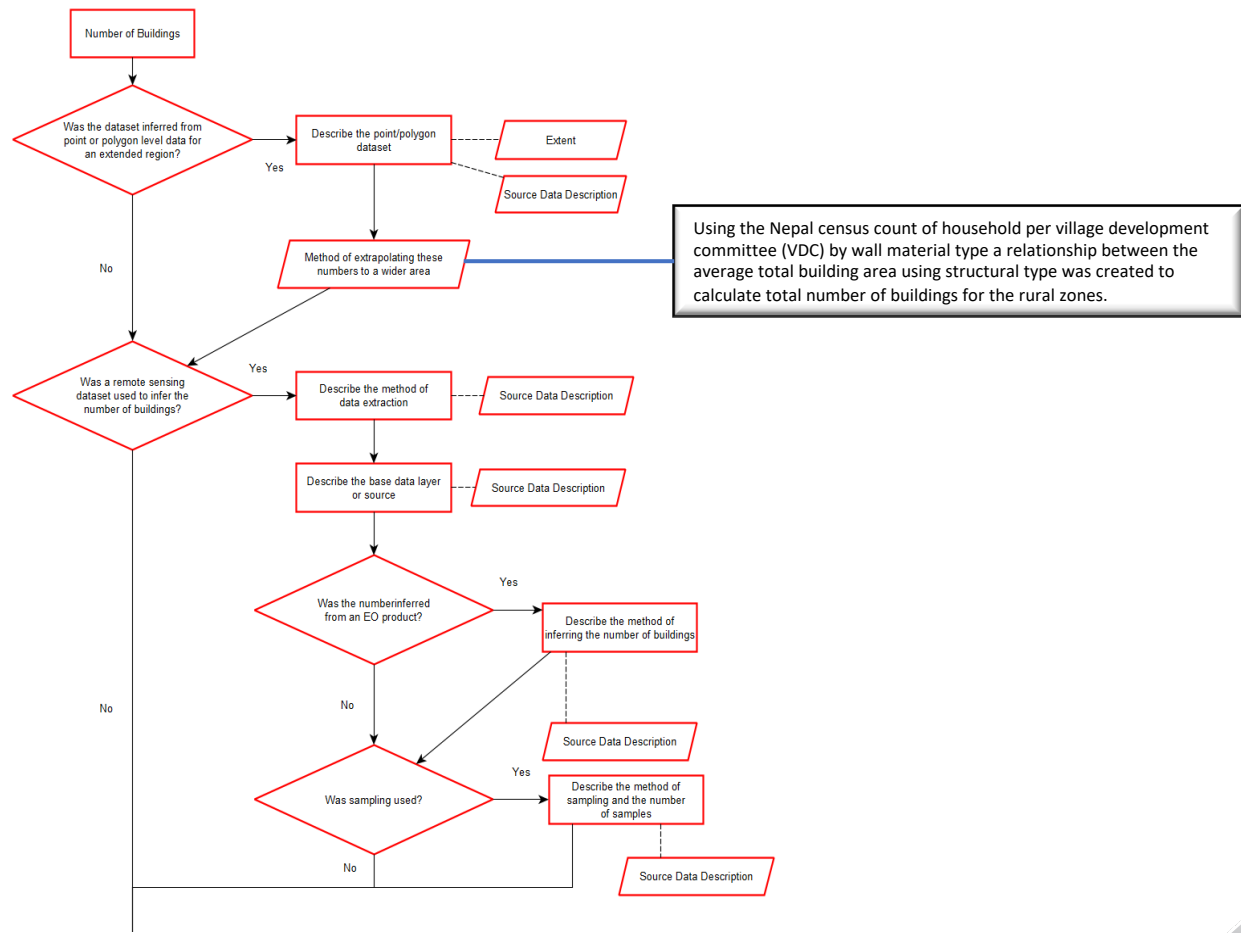 Number of Buildings
Was the dataset inferred from
point or polygon level data for
an extended region?
Yes
Describe the point/polygon
dataset
Extent
Source Data Description
No
Method of extrapolating these
numbers to a wider area
Using the Nepal census count of household per village development
committee (VDC) by wall material type a relationship between the
average total building area using structural type was created to
calculate total number of buildings for the rural zones.
Was a remote sensing
dataset used to infer the
number of buildings?
Yes
Describe the method of
data extraction
Source Data Description
Describe the base data layer
or source
Source Data Description
Was the numberinferred
from an EO product?
Yes
Describe the method of
inferring the number of buildings
No
No
Source Data Description
Was sampling used?
Yes
Describe the method of
sampling and the number
of samples
No
Source Data Description